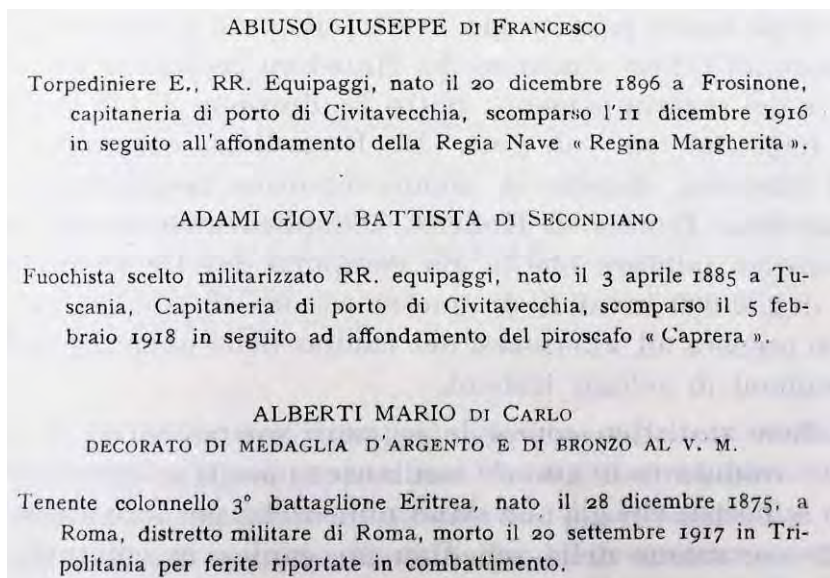 ABIUSO GIUSEPPE DI FRANCESCO
Torpediniere E., RR. Equipaggi, nato il 20 dicembre 1896 a Frosinone,
capitaneria di porto di Civitavecchia, scomparso l'11 dicembre 1916
in seguito all'affondamento della Regia Nave « Regina Margherita ».
ADAMI GIOV. BATTISTA DI SECONDIANO
Fuochista scelto militarizzato RR. equipaggi, nato il 3 aprile 1885 a Tu-
scania, Capitaneria di porto di Civitavecchia, scomparso il 5 feb-
braio 1918 in seguito ad affondamento del piroscafo « Caprera ».
ALBERTI MARIO DI CARLO
DECORATO DI MEDAGLIA D'ARGENTO E DI BRONZO AL V. M.
Tenente colonnello 3° battaglione Eritrea, nato il 28 dicembre 1875, a
Roma, distretto militare di Roma, morto il 20 settembre 1917 in Tri-
politania per ferite riportate in combattimento.